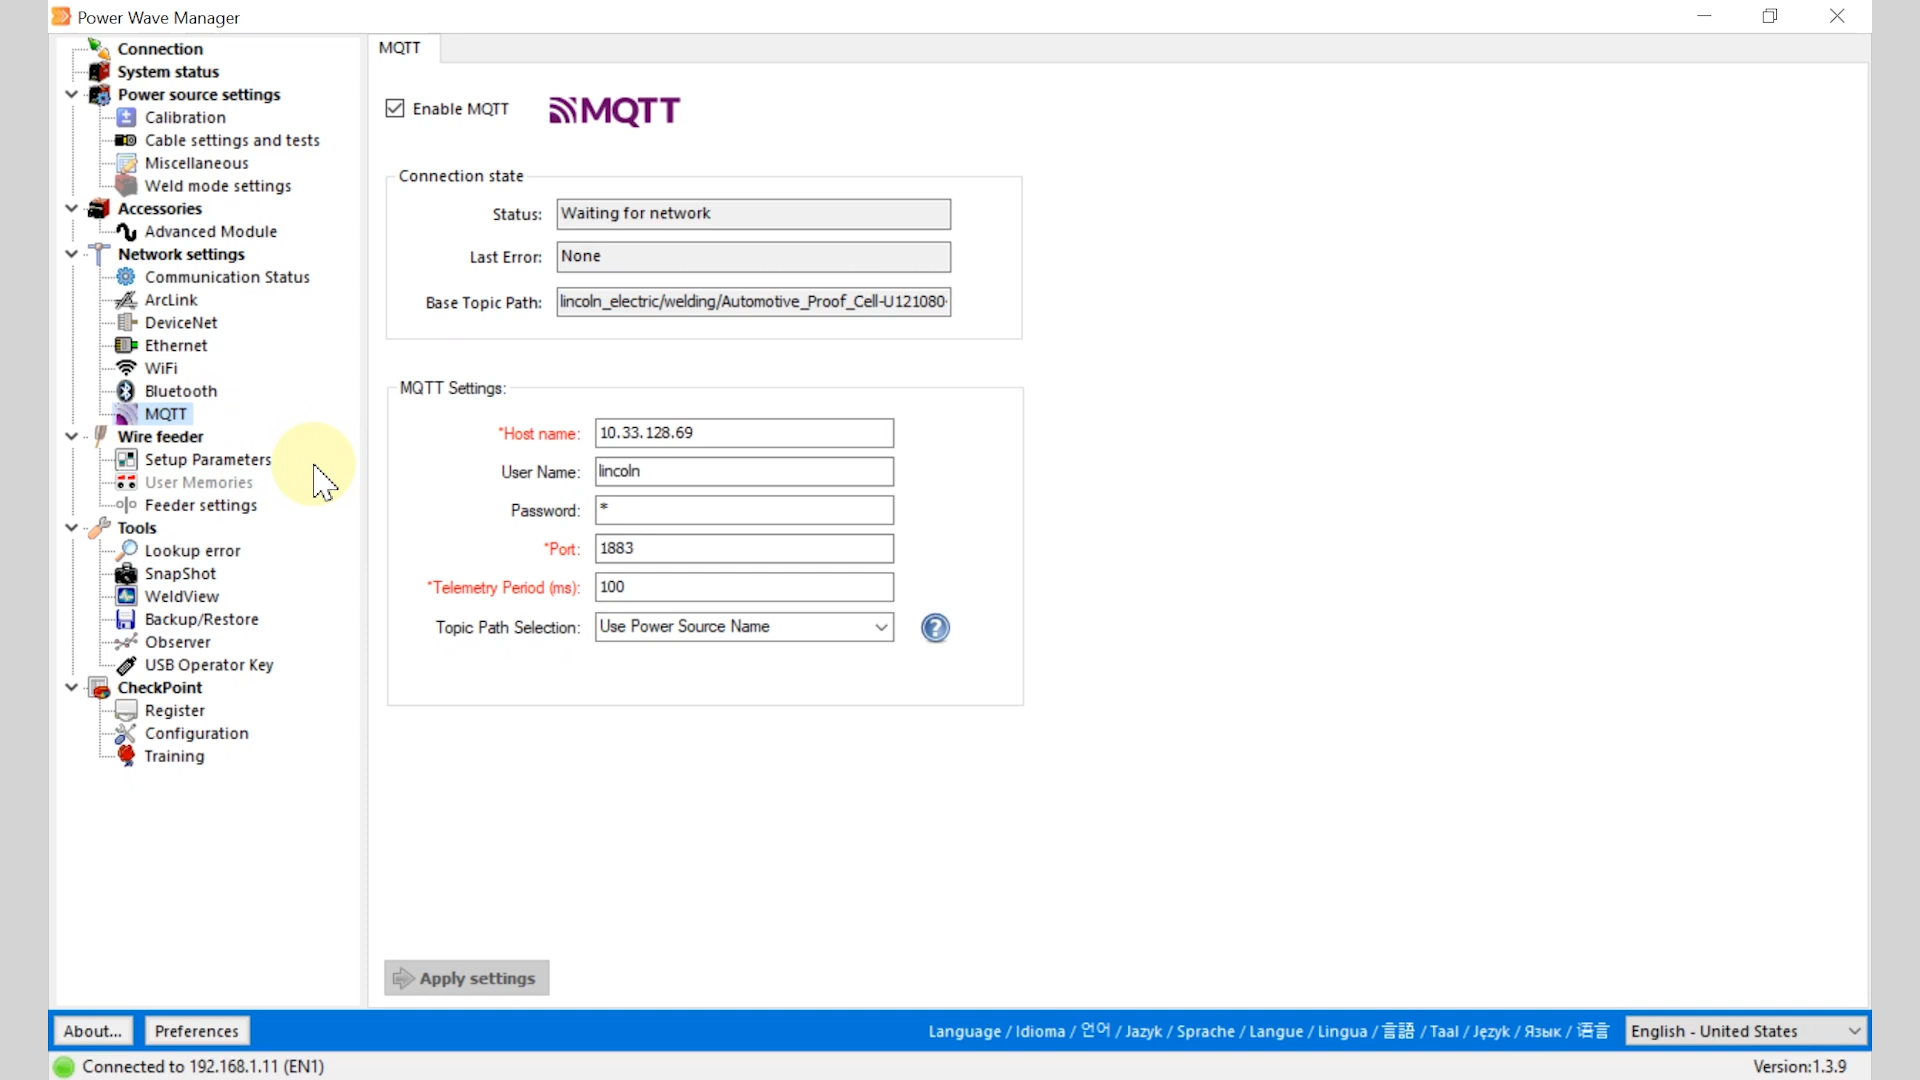 Power Wave Manager
Connection
System status
Power source settings
Calibration
Cable settings and tests
Miscellaneous
Weld mode settings
Accessories
Advanced Module
Network settings
Communication Status
ArcLink
DeviceNet
Ethernet
WiFi
Bluetooth
MQTT
Wire feeder
Setup Parameters
User Memories
Feeder settings
Tools
Lookup error
SnapShot
WeldView
Backup/Restore
Observer
USB Operator Key
CheckPoint
Register
Configuration
Training
MQTT
Enable MQTT
MQTT
Connection state
Status: Waiting for network
Last Error: None
Base Topic Path: lincoln_electric/welding/Automotive_Proof_Cell-U121080
MQTT Settings:
*Host name: 10.33.128.69
User Name: lincoln
Password: *
*Port: 1883
*Telemetry Period (ms): 100
Topic Path Selection: Use Power Source Name ?
Apply settings
About... Preferences Language / Idioma / 언어 / Jazyk / Sprache / Langue / Lingua / 言語 / Taal / Język / Язык / 语言 English - United States
Connected to 192.168.1.11 (EN1) Version:1.3.9